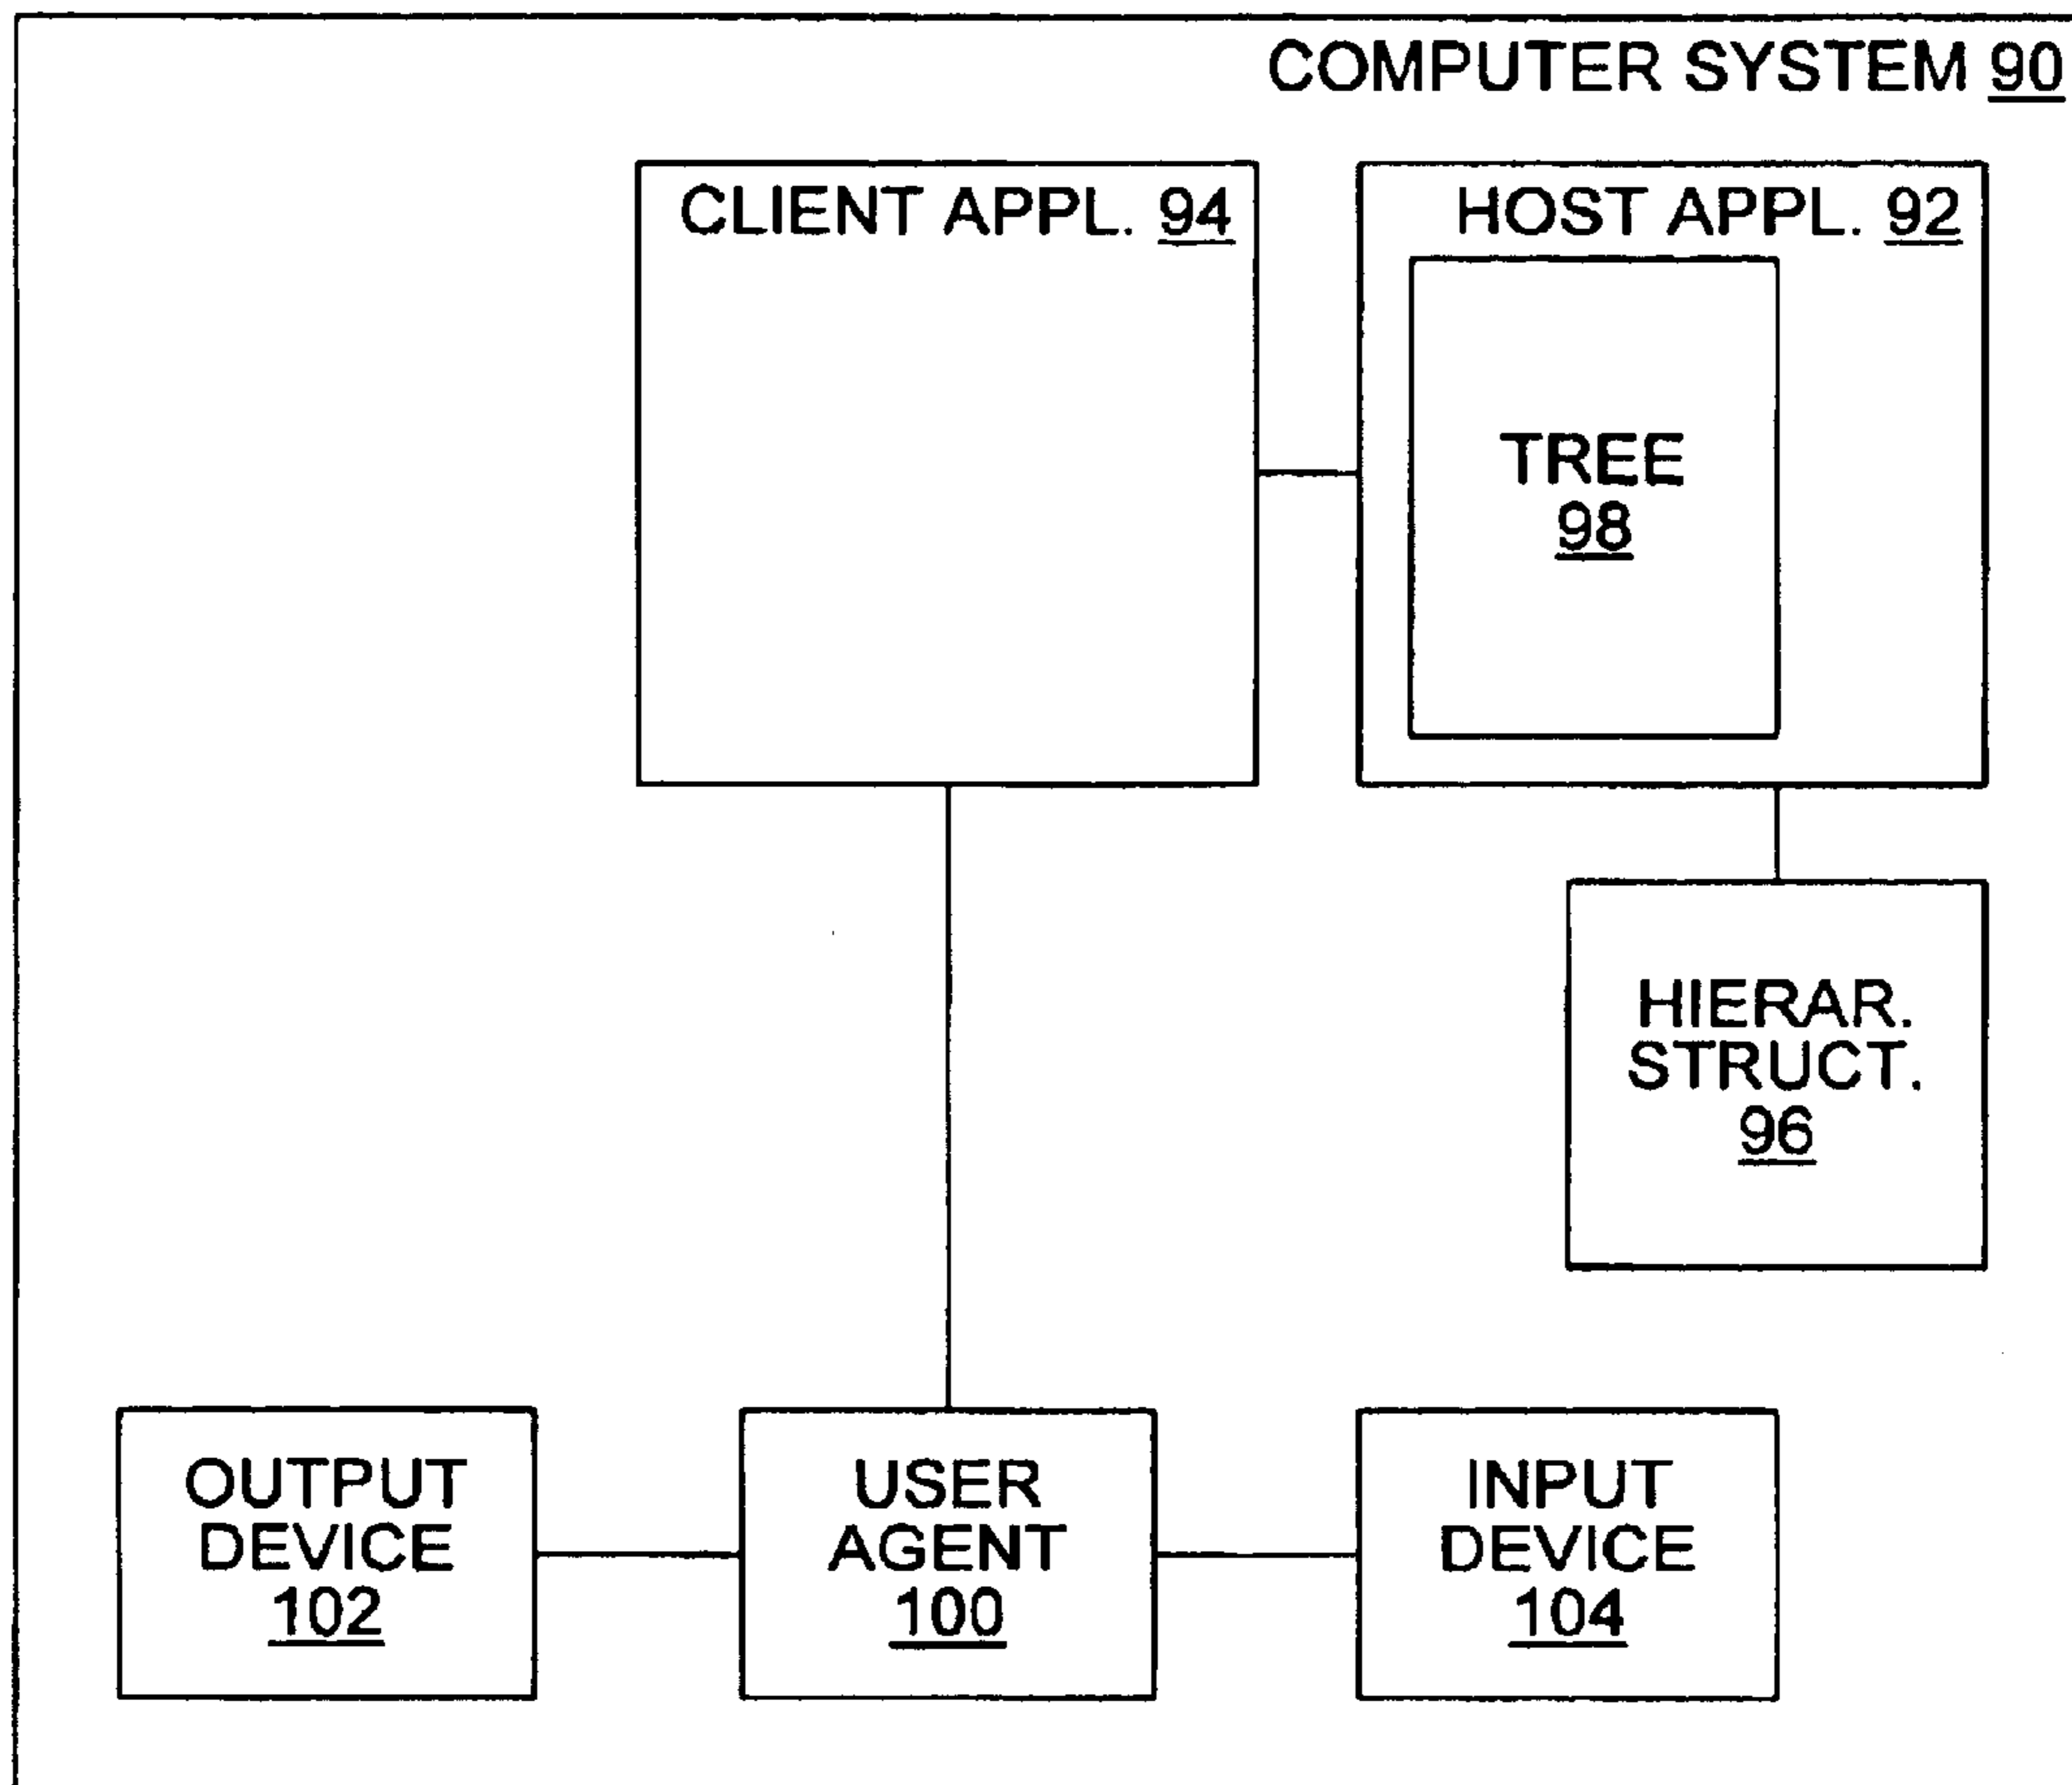 COMPUTER SYSTEM 90
CLIENT APPL. 94
HOST APPL. 92
TREE
98
HIERAR.
STRUCT.
96
OUTPUT
DEVICE
102
USER
AGENT
100
INPUT
DEVICE
104